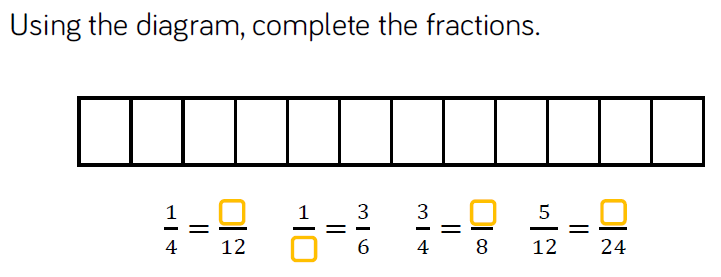 Using the diagram, complete the fractions.
1/4 = □/12   1/□ = 3/6   3/4 = □/8   5/12 = □/24